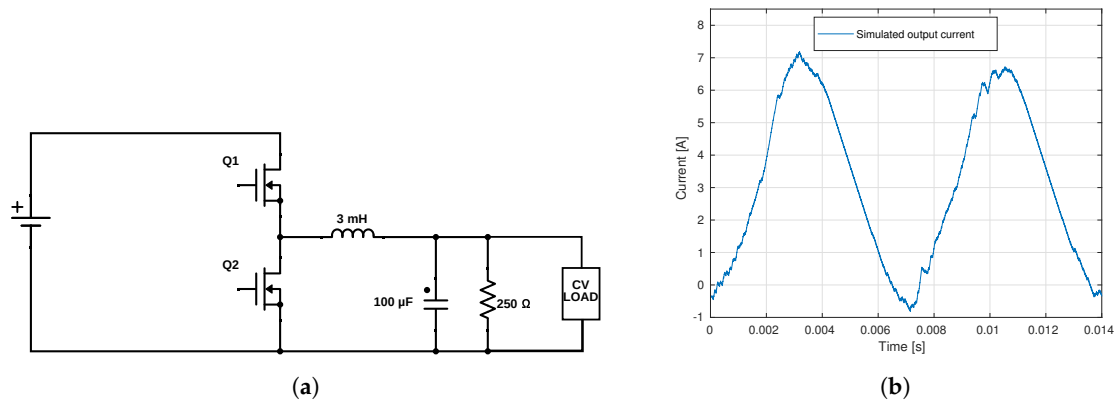 +
Q1
3 mH
Q2
100 µF
250 Ω
CV
LOAD
(a)
Simulated output current
8
7
6
5
4
3
2
1
0
-1
Current [A]
0 0.002 0.004 0.006 0.008 0.01 0.012 0.014
Time [s]
(b)